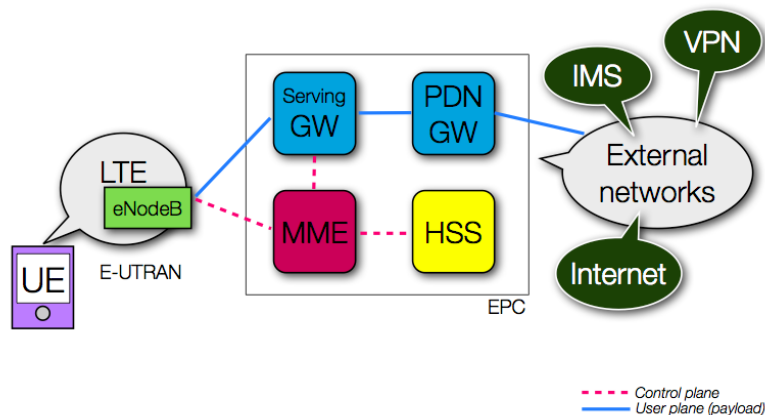 VPN
IMS
Serving
GW
PDN
GW
External
networks
LTE
eNodeB
MME
HSS
UE
E-UTRAN
Internet
EPC
Control plane
User plane (payload)